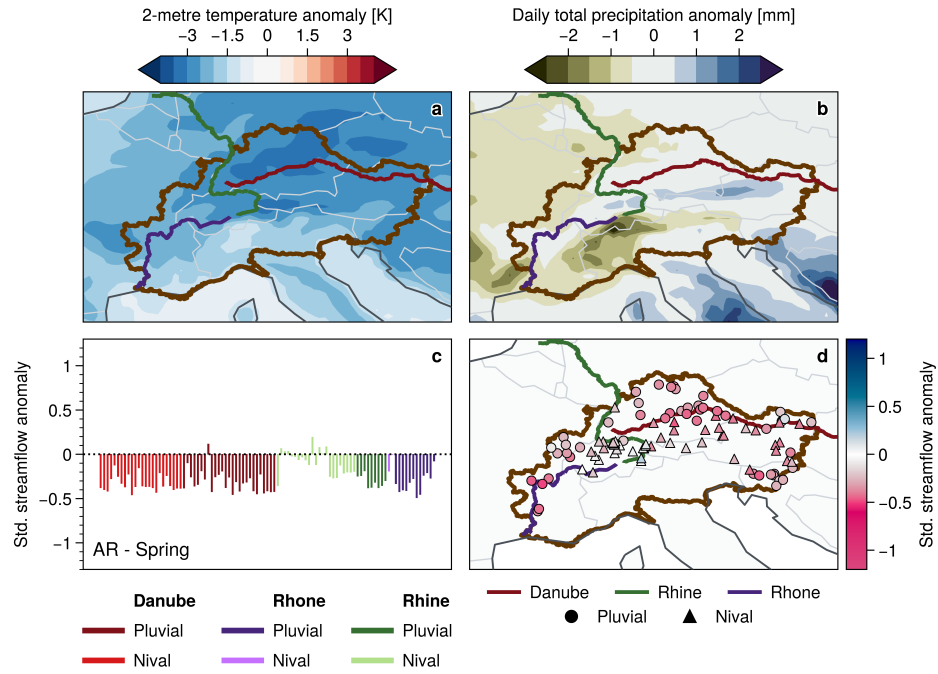 2-metre temperature anomaly [K]
Daily total precipitation anomaly [mm]
−3 −1.5 0 1.5 3
−2 −1 0 1 2
a
b
c
d
Std. streamflow anomaly
1
0.5
0
−0.5
−1
AR - Spring
1
0.5
0
−0.5
−1
Std. streamflow anomaly
Danube Rhone Rhine
Pluvial Pluvial Pluvial
Nival Nival Nival
Danube Rhine Rhone
Pluvial Nival